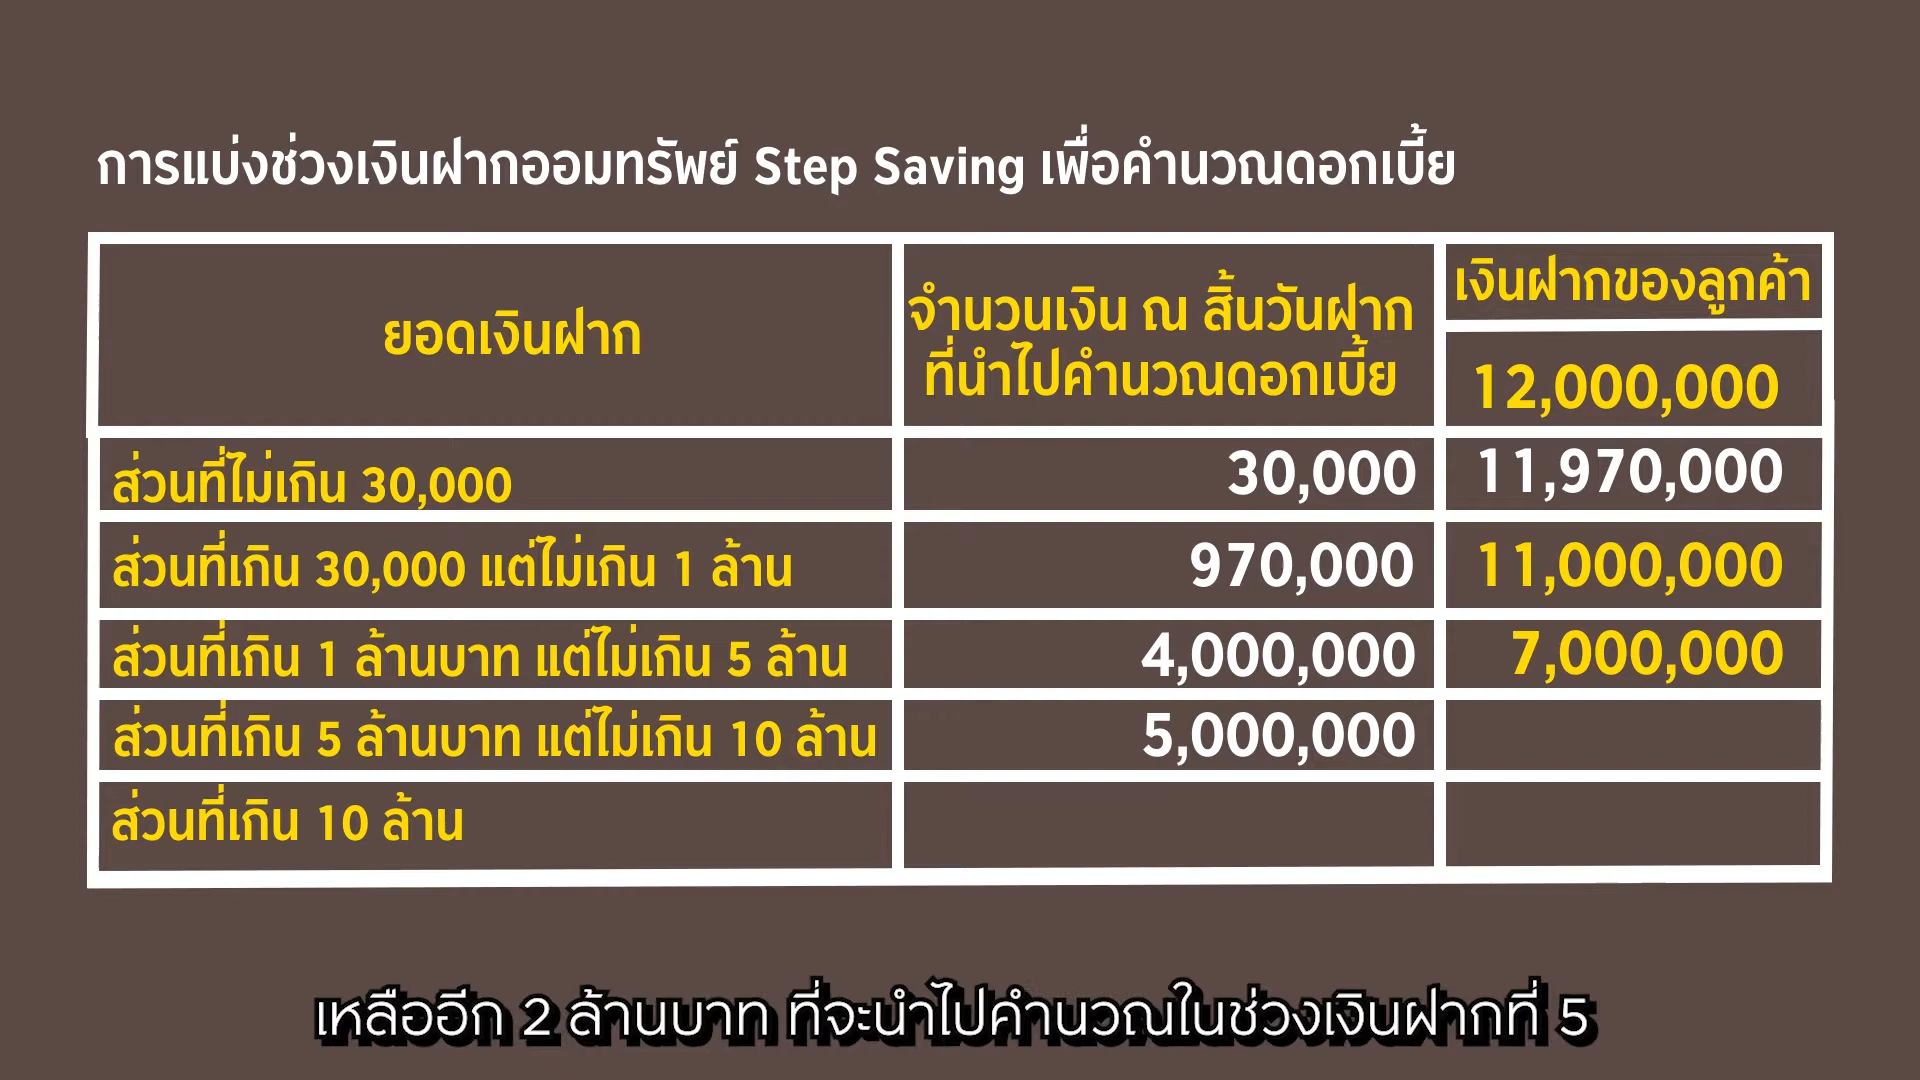 การแบ่งช่วงเงินฝากออมทรัพย์ Step Saving เพื่อคำนวณดอกเบี้ย
ยอดเงินฝาก
จำนวนเงิน ณ สิ้นวันฝาก
ที่นำไปคำนวณดอกเบี้ย
เงินฝากของลูกค้า
12,000,000
ส่วนที่ไม่เกิน 30,000
30,000
11,970,000
ส่วนที่เกิน 30,000 แต่ไม่เกิน 1 ล้าน
970,000
11,000,000
ส่วนที่เกิน 1 ล้านบาท แต่ไม่เกิน 5 ล้าน
4,000,000
7,000,000
ส่วนที่เกิน 5 ล้านบาท แต่ไม่เกิน 10 ล้าน
5,000,000
ส่วนที่เกิน 10 ล้าน
เหลืออีก 2 ล้านบาท ที่จะนำไปคำนวณในช่วงเงินฝากที่ 5